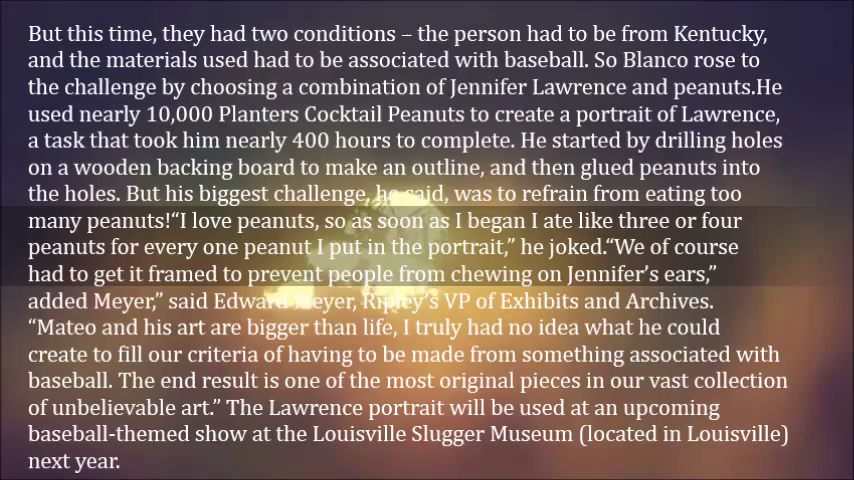 But this time, they had two conditions – the person had to be from Kentucky,
and the materials used had to be associated with baseball. So Blanco rose to
the challenge by choosing a combination of Jennifer Lawrence and peanuts.He
used nearly 10,000 Planters Cocktail Peanuts to create a portrait of Lawrence,
a task that took him nearly 400 hours to complete. He started by drilling holes
on a wooden backing board to make an outline, and then glued peanuts into
the holes. But his biggest challenge, he said, was to refrain from eating too
many peanuts!“I love peanuts, so as soon as I began I ate like three or four
peanuts for every one peanut I put in the portrait,” he joked.“We of course
had to get it framed to prevent people from chewing on Jennifer’s ears,”
added Meyer,” said Edward Meyer, Ripley’s VP of Exhibits and Archives.
“Mateo and his art are bigger than life, I truly had no idea what he could
create to fill our criteria of having to be made from something associated with
baseball. The end result is one of the most original pieces in our vast collection
of unbelievable art.” The Lawrence portrait will be used at an upcoming
baseball-themed show at the Louisville Slugger Museum (located in Louisville)
next year.